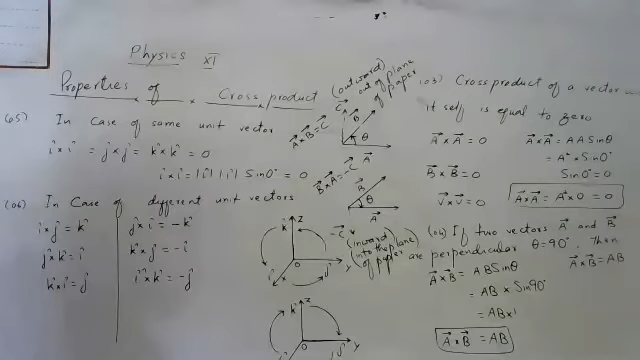 Physics XI
Properties of Cross product
(05) In Case of same unit vector
î×î = ĵ×ĵ = k̂×k̂ = 0
î×î = |î| |î| Sin0° = 0
(06) In Case of different unit vectors
î×ĵ = k̂
ĵ×k̂ = î
k̂×î = ĵ
ĵ×î = -k̂
k̂×ĵ = -î
î×k̂ = -ĵ
(outward)
out of plane
of paper
A⃗×B⃗ = C⃗
C⃗
B⃗
θ
A⃗
B⃗×A⃗ = -C⃗
B⃗
θ
A⃗
-C⃗
(inward)
into the plane
of paper
z
k̂
î
O
ĵ
y
z
k̂
O
ĵ
y
(03) Cross product of a vector
itself is equal to zero
A⃗×A⃗ = 0
B⃗×B⃗ = 0
V⃗×V⃗ = 0
A⃗×A⃗ = AA Sinθ
= A² × Sin0°
Sin0° = 0
A⃗×A⃗ = A²×0 = 0
(04) If two vectors A⃗ and B⃗
are perpendicular θ=90°, then
A⃗×B⃗ = AB
A⃗×B⃗ = AB Sinθ
= AB × Sin90°
= AB×1
A⃗×B⃗ = AB